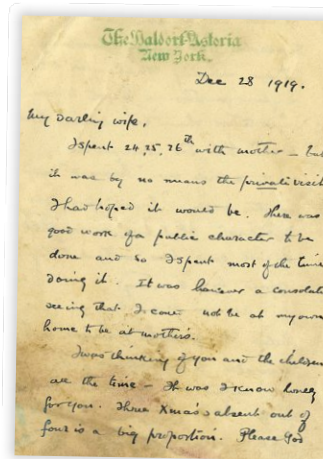 The Waldorf-Astoria
New York.
Dec 28 1919.
My Darling wife,
I spent 24, 25, 26th with mother – but
it was by no means the private visit
I had hoped it would be. There was
good work of a public character to be
done and so I spent most of the time
doing it. It was however a consolation
seeing that I could not be at my own
home to be at mother's.
I was thinking of you and the children
all the time – It was I know lonely
for you. Three Xmas's absent out of
four is a big proportion. Please God